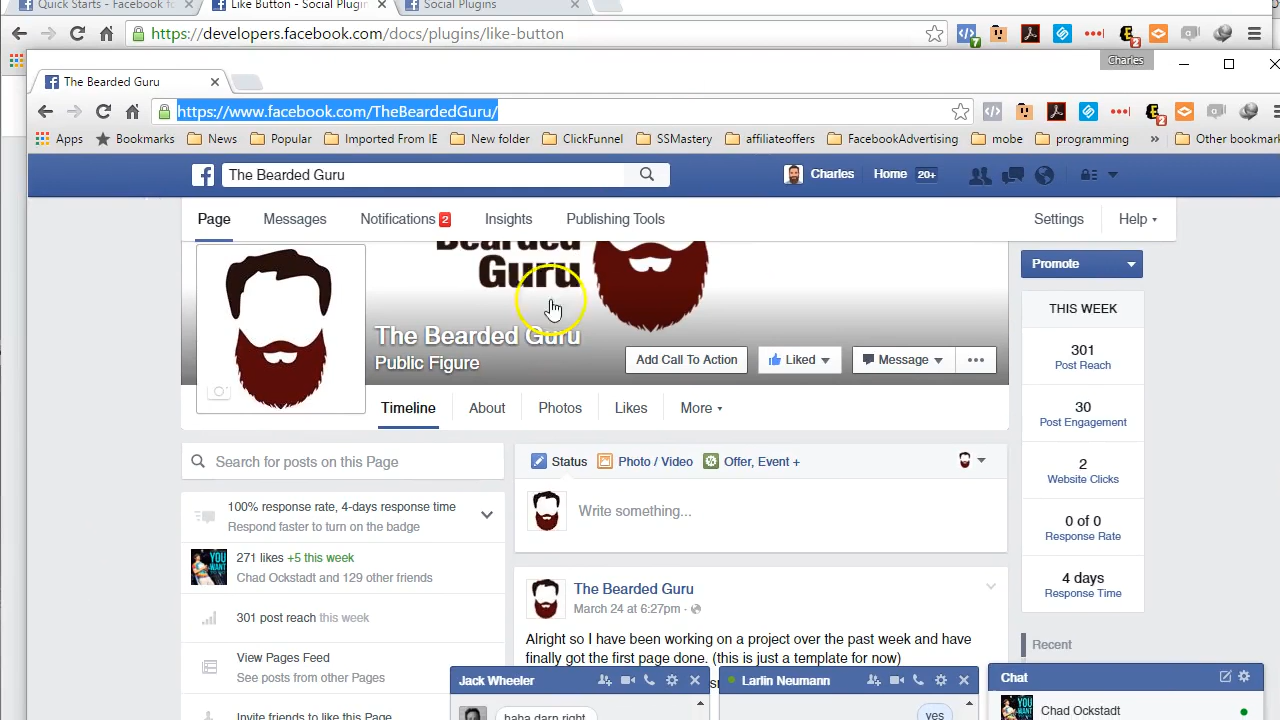 Quick Starts - Facebook fo
Like Button - Social Plugin
Social Plugins
https://developers.facebook.com/docs/plugins/like-button
7
2
Charles
The Bearded Guru
https://www.facebook.com/TheBeardedGuru/
2
Apps
Bookmarks
News
Popular
Imported From IE
New folder
ClickFunnel
SSMastery
affiliateoffers
FacebookAdvertising
mobe
programming
»
Other bookmar
The Bearded Guru
Charles
Home
20+
Page
Messages
Notifications
2
Insights
Publishing Tools
Settings
Help
Bearded
Guru
The Bearded Guru
Public Figure
Add Call To Action
Liked
Message
Promote
THIS WEEK
301
Post Reach
30
Post Engagement
2
Website Clicks
0 of 0
Response Rate
4 days
Response Time
Recent
Timeline
About
Photos
Likes
More
Search for posts on this Page
Status
Photo / Video
Offer, Event +
Write something...
100% response rate, 4-days response time
Respond faster to turn on the badge
YOU
WANT
271 likes +5 this week
Chad Ockstadt and 129 other friends
301 post reach this week
View Pages Feed
See posts from other Pages
Invite friends to like this Page
The Bearded Guru
March 24 at 6:27pm ·
Alright so I have been working on a project over the past week and have
finally got the first page done. (this is just a template for now)
Jack Wheeler
haha darn right
Larlin Neumann
yes
Chat
YOU
Chad Ockstadt